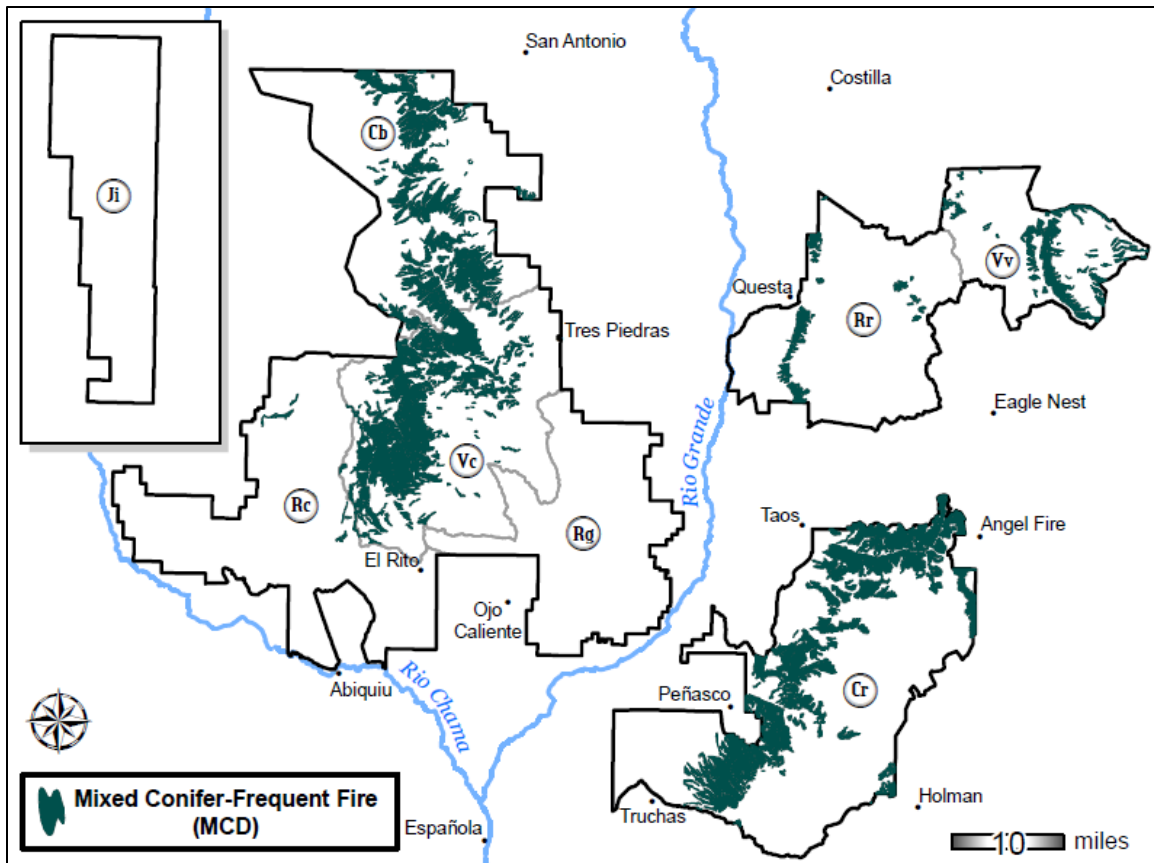 San Antonio
Costilla
Cb
Ji
Vv
Questa
Rr
Tres Piedras
Eagle Nest
Rio Grande
Vc
Rc
Rg
Taos
Angel Fire
El Rito
Ojo
Caliente
Abiquiu
Rio Chama
Peñasco
Cr
Mixed Conifer-Frequent Fire
(MCD)
Truchas
Holman
Española
10 miles